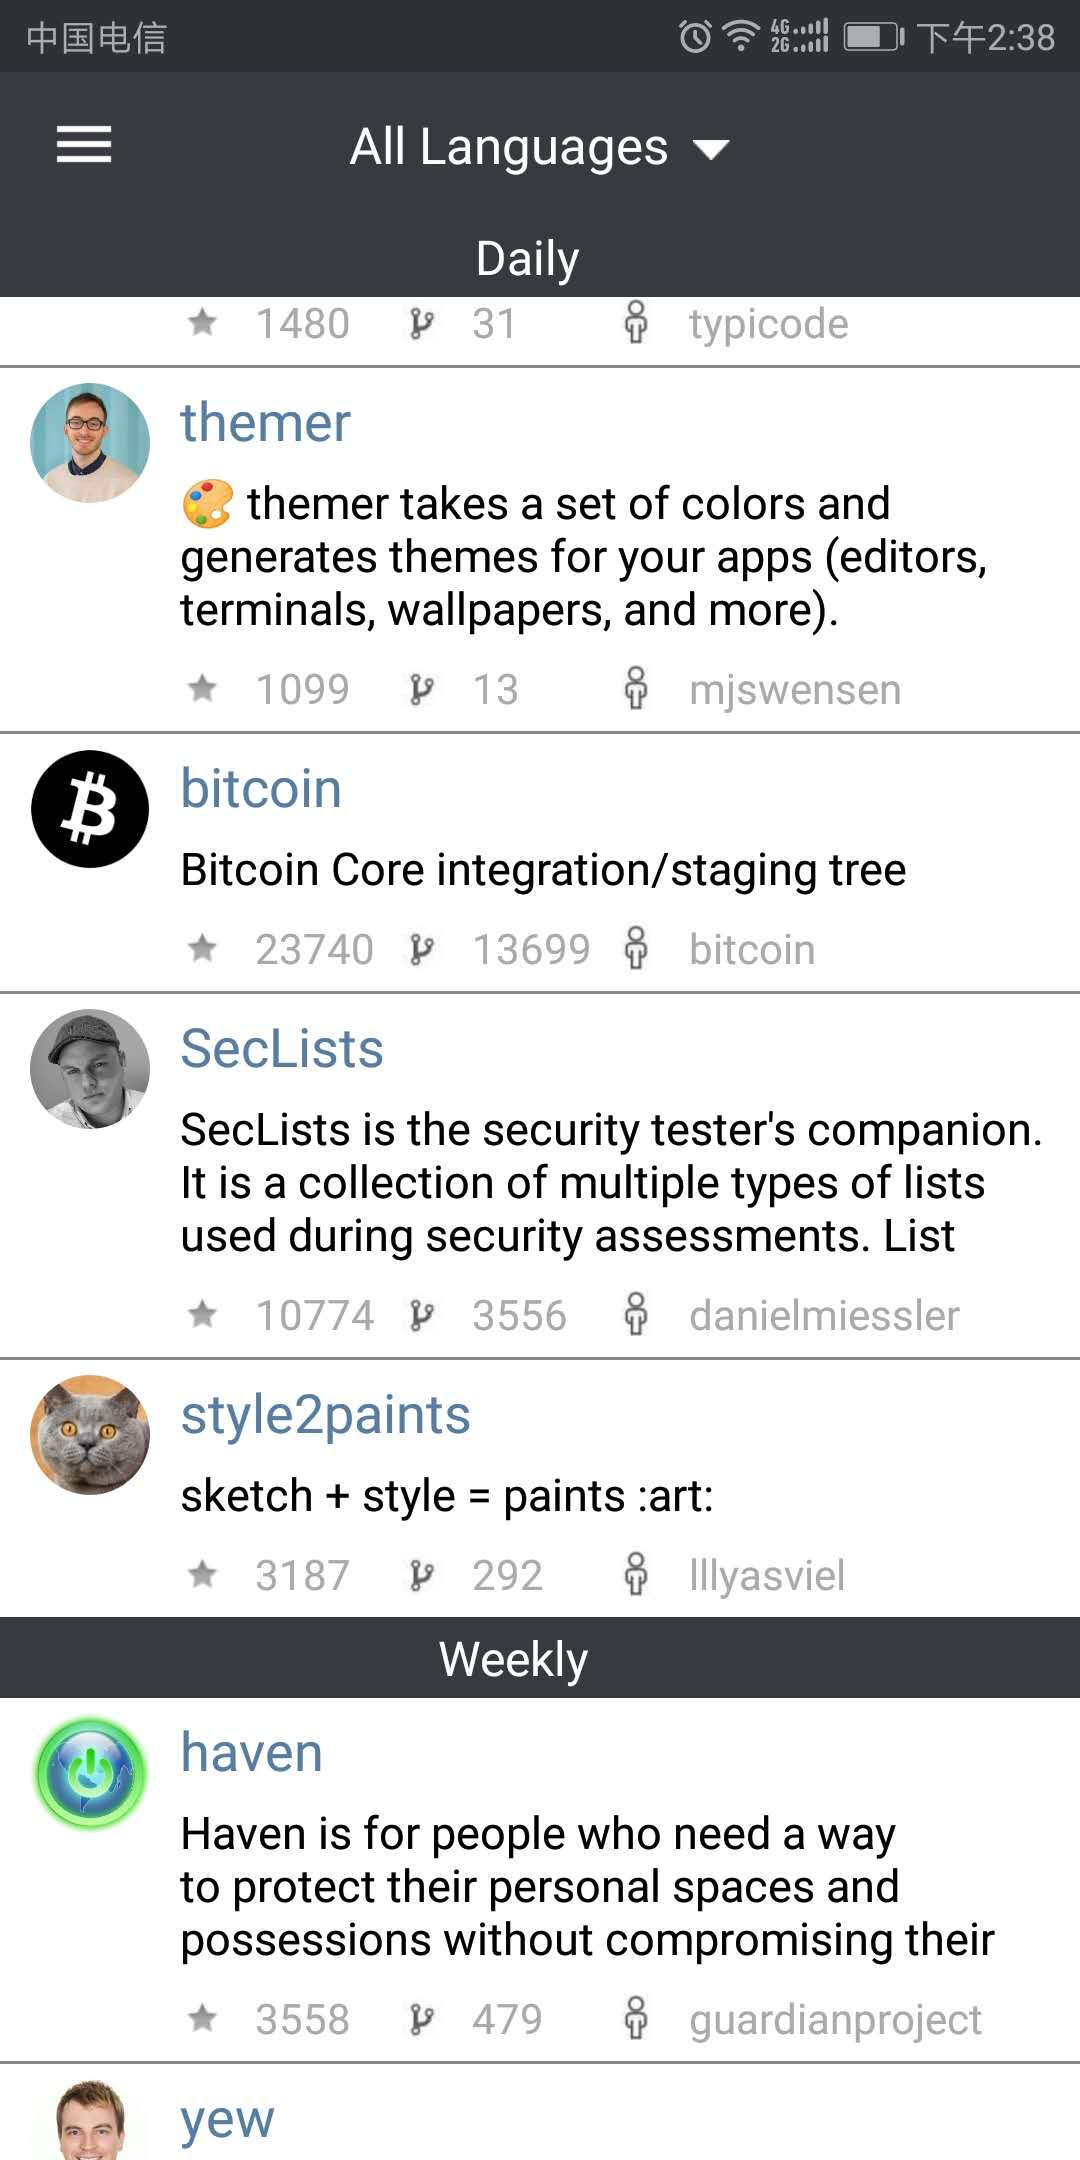 中国电信 4G 2G 下午2:38
All Languages
Daily
1480 31 typicode
themer
themer takes a set of colors and
generates themes for your apps (editors,
terminals, wallpapers, and more).
1099 13 mjswensen
bitcoin
Bitcoin Core integration/staging tree
23740 13699 bitcoin
SecLists
SecLists is the security tester's companion.
It is a collection of multiple types of lists
used during security assessments. List
10774 3556 danielmiessler
style2paints
sketch + style = paints :art:
3187 292 lllyasviel
Weekly
haven
Haven is for people who need a way
to protect their personal spaces and
possessions without compromising their
3558 479 guardianproject
yew